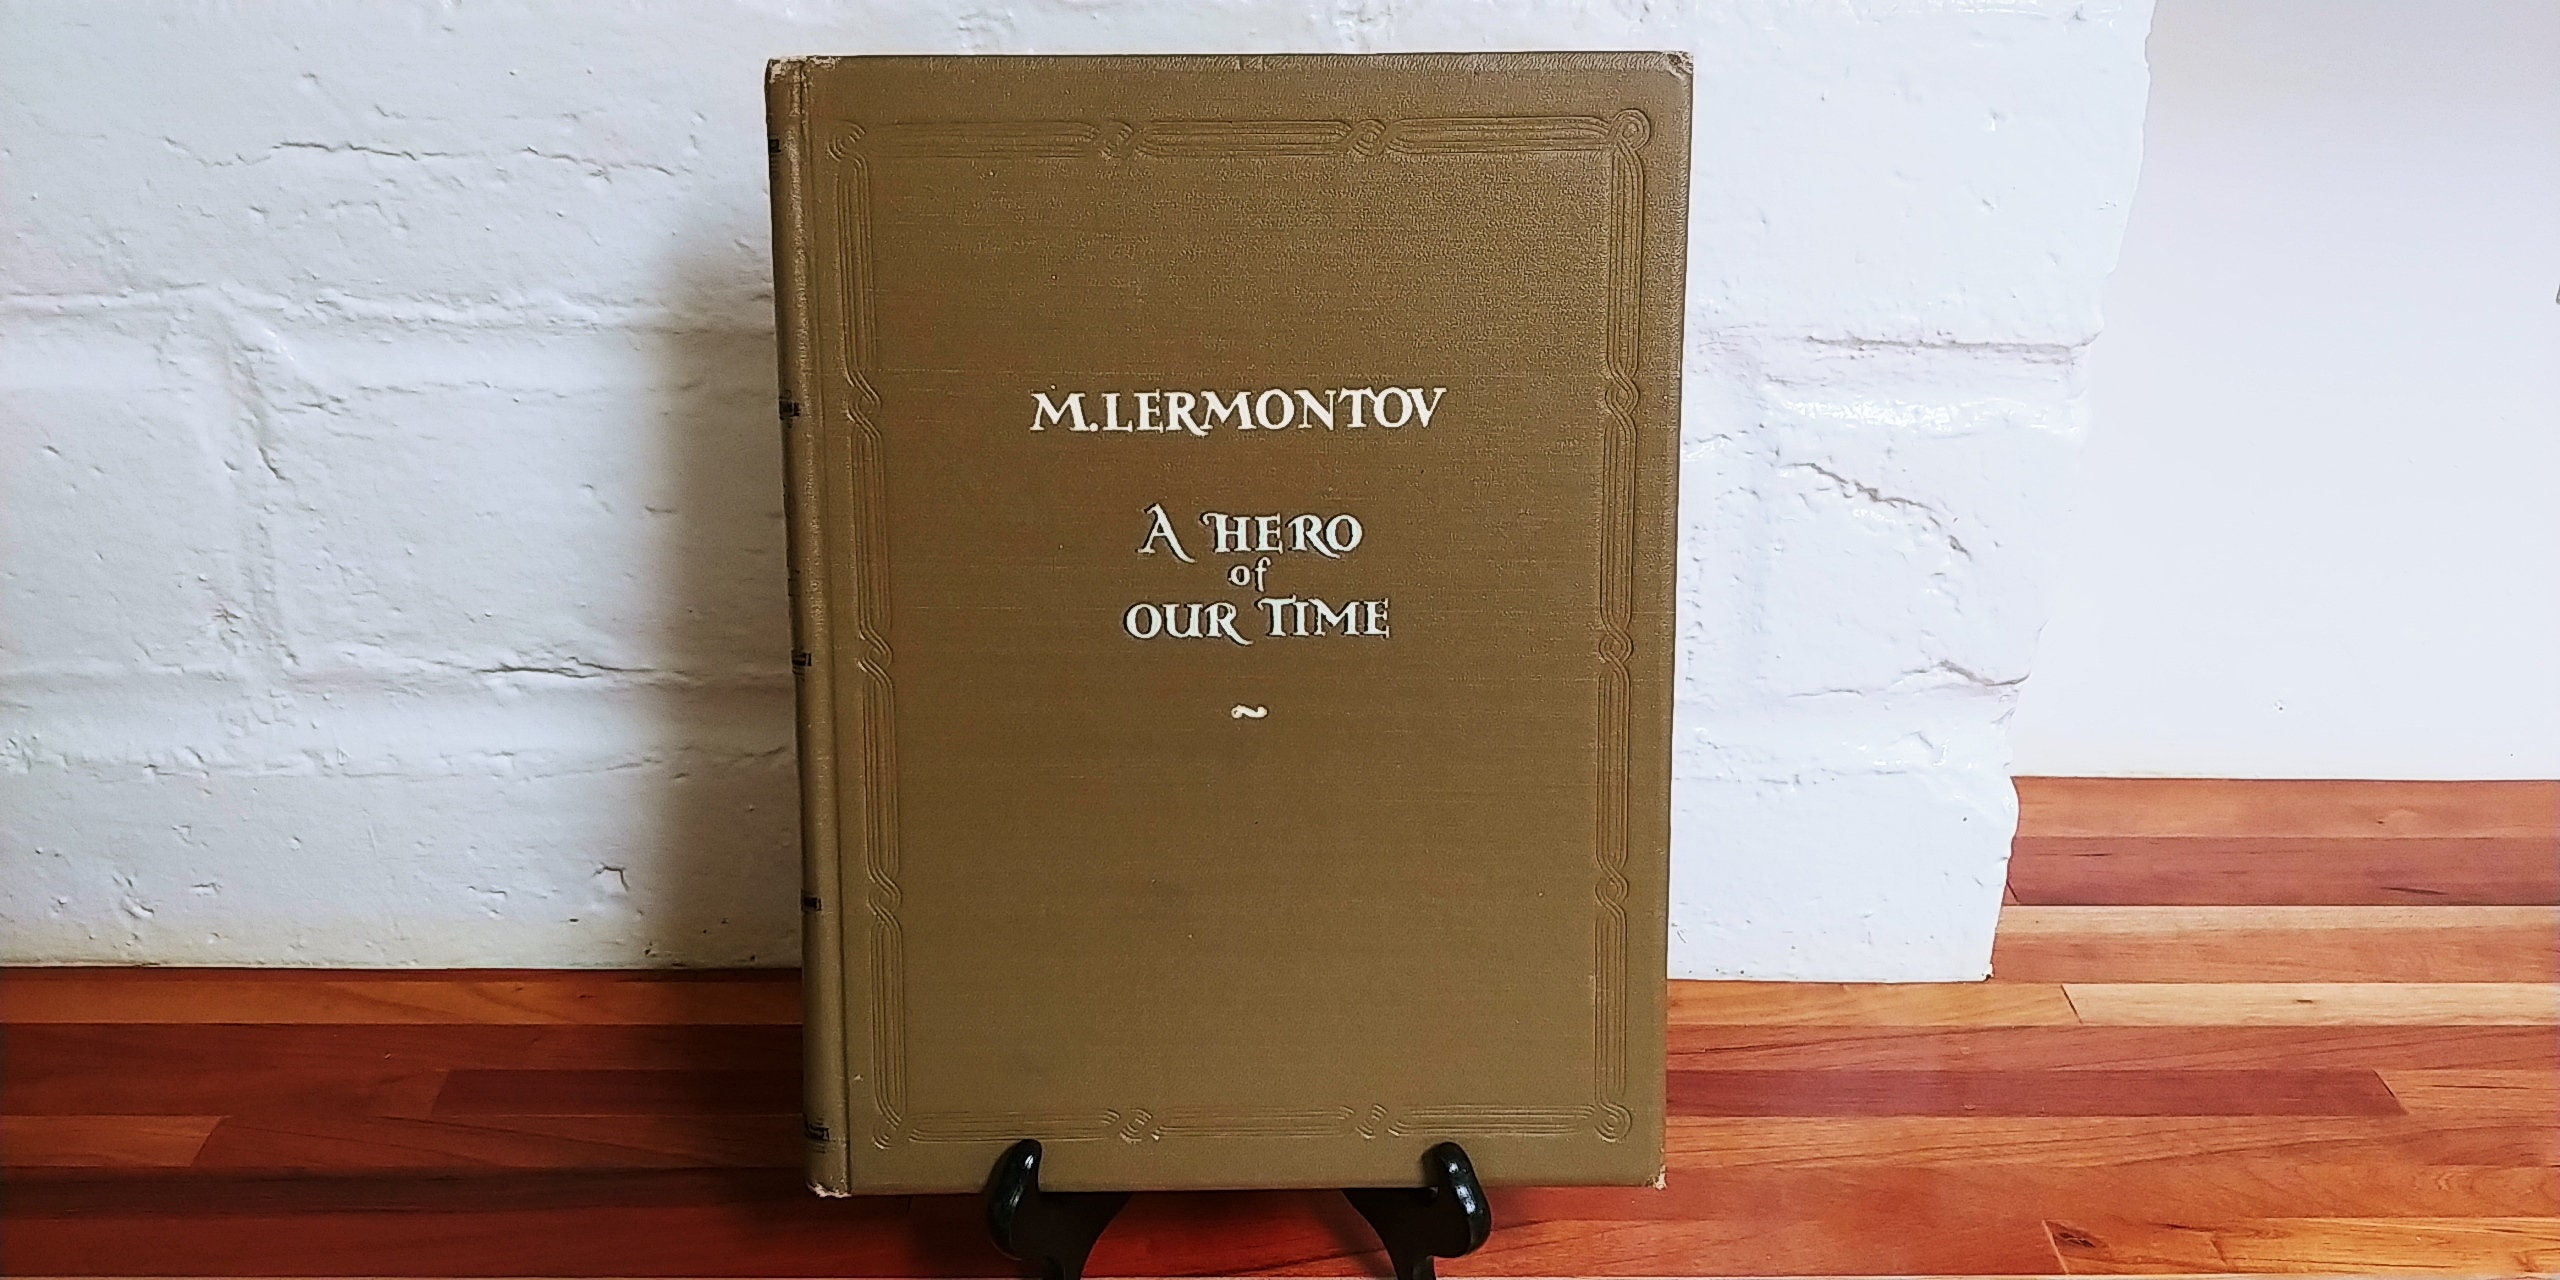 M. LERMONTOV
A HERO
of
OUR TIME